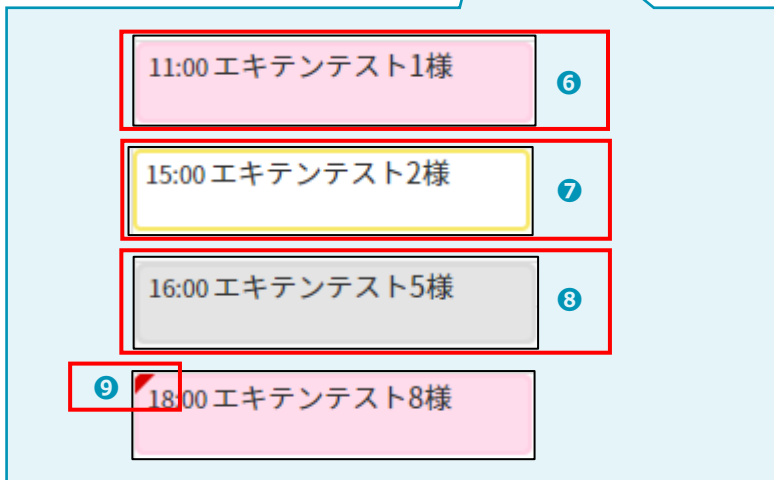 11:00 エキテンテスト1様 ❻
15:00 エキテンテスト2様 ❼
16:00 エキテンテスト5様 ❽
❾ 18:00 エキテンテスト8様